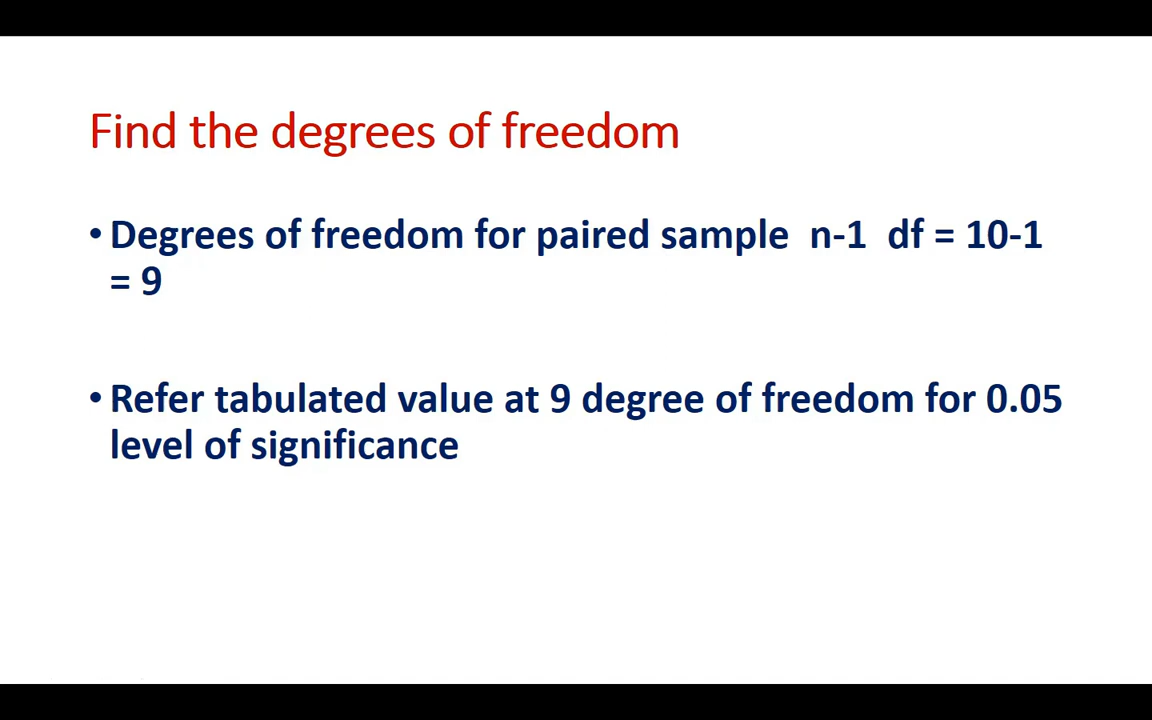 Find the degrees of freedom
• Degrees of freedom for paired sample  n-1  df = 10-1
= 9
• Refer tabulated value at 9 degree of freedom for 0.05
level of significance